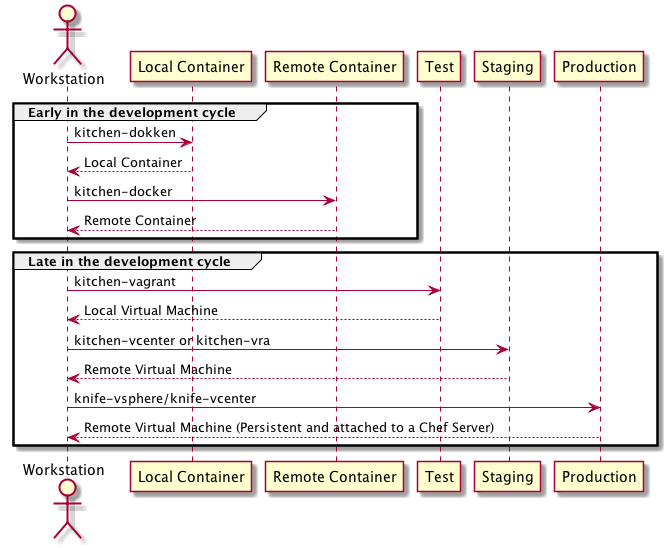 Workstation
Local Container
Remote Container
Test
Staging
Production
Early in the development cycle
kitchen-dokken
Local Container
kitchen-docker
Remote Container
Late in the development cycle
kitchen-vagrant
Local Virtual Machine
kitchen-vcenter or kitchen-vra
Remote Virtual Machine
knife-vsphere/knife-vcenter
Remote Virtual Machine (Persistent and attached to a Chef Server)
Workstation
Local Container
Remote Container
Test
Staging
Production